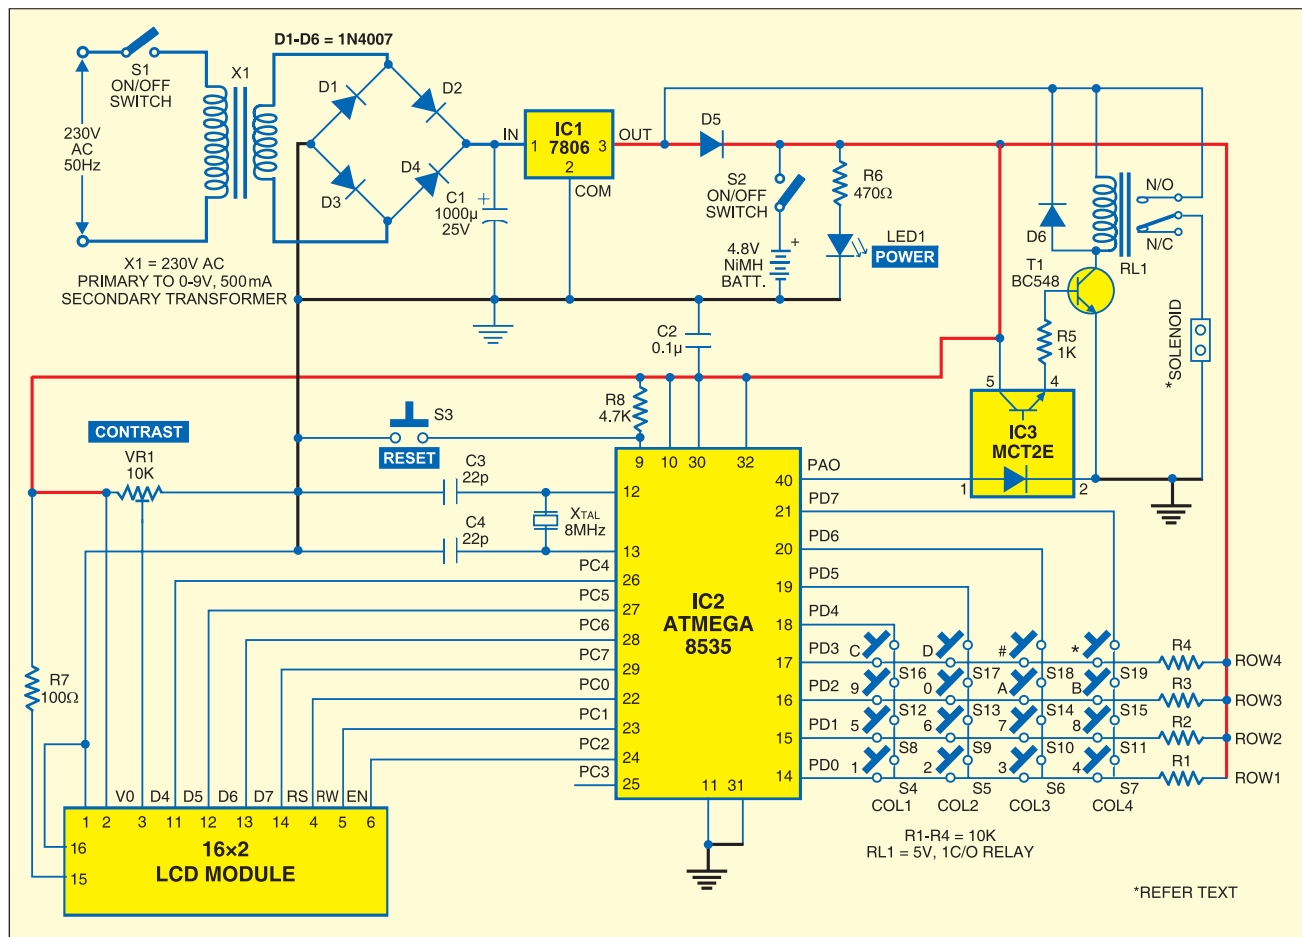 D1-D6 = 1N4007
S1
ON/OFF
SWITCH
X1
230V
AC
50Hz
D1
D2
D3
D4
X1 = 230V AC
PRIMARY TO 0-9V, 500mA
SECONDARY TRANSFORMER
C1
1000µ
25V
+
IN
1
IC1
7806
3
2
OUT
COM
D5
S2
ON/OFF
SWITCH
R6
470Ω
4.8V
NiMH
BATT.
+
LED1
POWER
D6
N/O
N/C
RL1
T1
BC548
R5
1K
*SOLENOID
5
4
IC3
MCT2E
1
2
C2
0.1µ
R8
4.7K
S3
RESET
CONTRAST
VR1
10K
C3
22p
C4
22p
XTAL
8MHz
R7
100Ω
9
10
30
32
12
13
PC4
26
PC5
27
PC6
28
PC7
29
PC0
22
PC1
23
PC2
24
PC3
25
IC2
ATMEGA
8535
11
31
PAO
40
PD7
21
PD6
20
PD5
19
PD4
18
PD3
17
PD2
16
PD1
15
PD0
14
C
D
#
*
R4
ROW4
S16
S17
S18
S19
9
0
A
B
R3
ROW3
S12
S13
S14
S15
5
6
7
8
R2
ROW2
S8
S9
S10
S11
1
2
3
4
R1
ROW1
S4
S5
S6
S7
COL1
COL2
COL3
COL4
R1-R4 = 10K
RL1 = 5V, 1C/O RELAY
V0
D4
D5
D6
D7
RS
RW
EN
1
2
3
11
12
13
14
4
5
6
16
15
16×2
LCD MODULE
*REFER TEXT